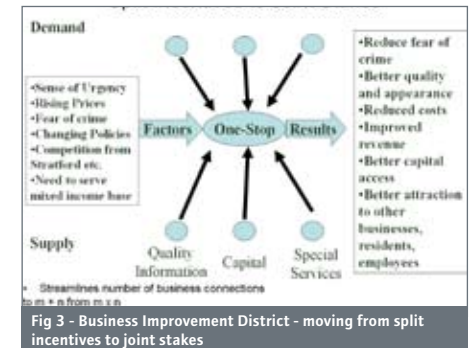 Demand
•Sense of Urgency
•Rising Prices
•Fear of crime
•Changing Policies
•Competition from
Stratford etc.
•Need to serve
mixed income base
Factors
One-Stop
Results
•Reduce fear of
crime
•Better quality
and appearance
•Reduced costs
•Improved
revenue
•Better capital
access
•Better attraction
to other
businesses,
residents,
employees
Supply
Quality
Information
Capital
Special
Services
• Streamlines number of business connections
to m + n from m x n
Fig 3 - Business Improvement District - moving from split
incentives to joint stakes